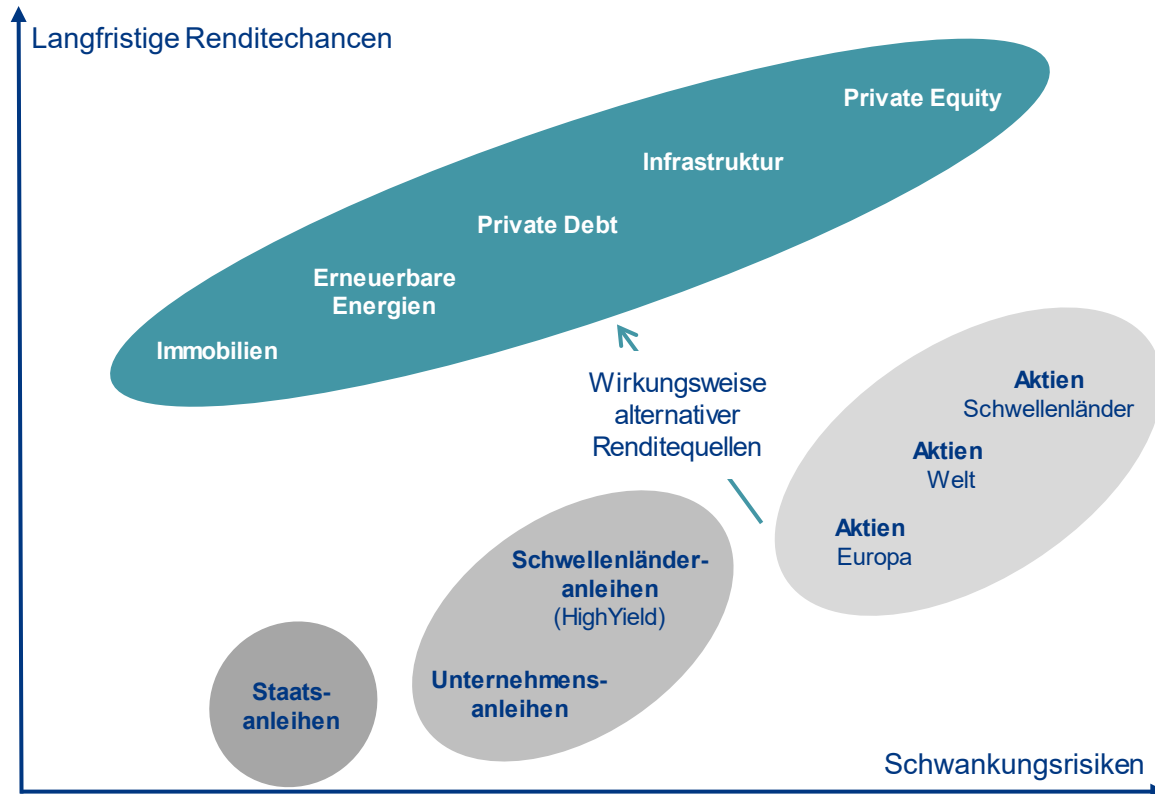 Langfristige Renditechancen
Private Equity
Infrastruktur
Private Debt
Erneuerbare
Energien
Immobilien
Wirkungsweise
alternativer
Renditequellen
Aktien
Schwellenländer
Aktien
Welt
Aktien
Europa
Schwellenländer-
anleihen
(HighYield)
Unternehmens-
anleihen
Staats-
anleihen
Schwankungsrisiken